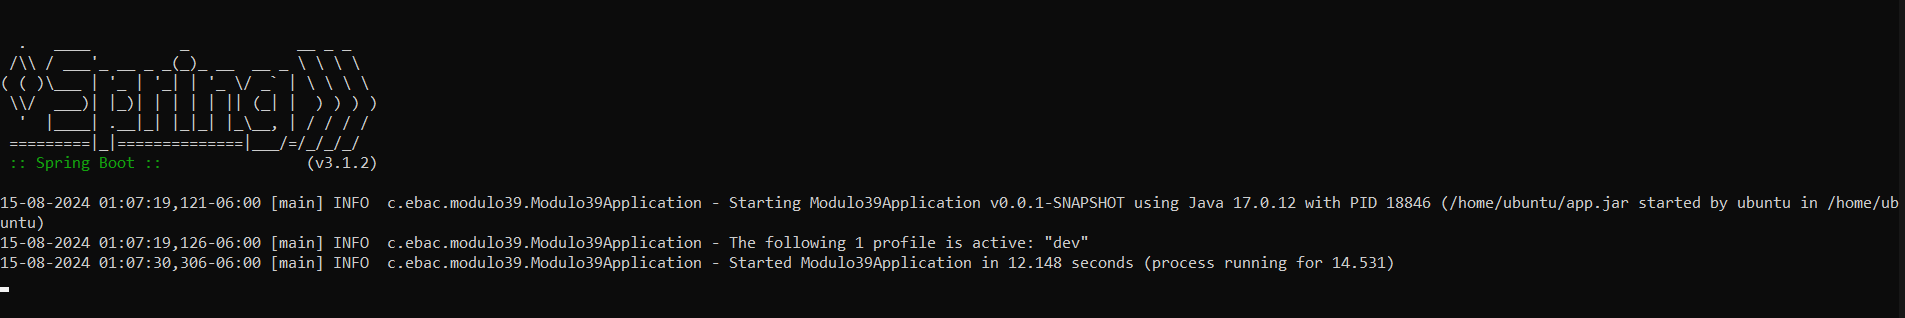 .   ____          _            __ _ _
 /\\ / ___'_ __ _ _(_)_ __  __ _ \ \ \ \
( ( )\___ | '_ | '_| | '_ \/ _` | \ \ \ \
 \\/  ___)| |_)| | | | | || (_| |  ) ) ) )
  '  |____| .__|_| |_|_| |_\__, | / / / /
 =========|_|==============|___/=/_/_/_/
 :: Spring Boot ::                (v3.1.2)
15-08-2024 01:07:19,121-06:00 [main] INFO  c.ebac.modulo39.Modulo39Application - Starting Modulo39Application v0.0.1-SNAPSHOT using Java 17.0.12 with PID 18846 (/home/ubuntu/app.jar started by ubuntu in /home/ub
untu)
15-08-2024 01:07:19,126-06:00 [main] INFO  c.ebac.modulo39.Modulo39Application - The following 1 profile is active: "dev"
15-08-2024 01:07:30,306-06:00 [main] INFO  c.ebac.modulo39.Modulo39Application - Started Modulo39Application in 12.148 seconds (process running for 14.531)